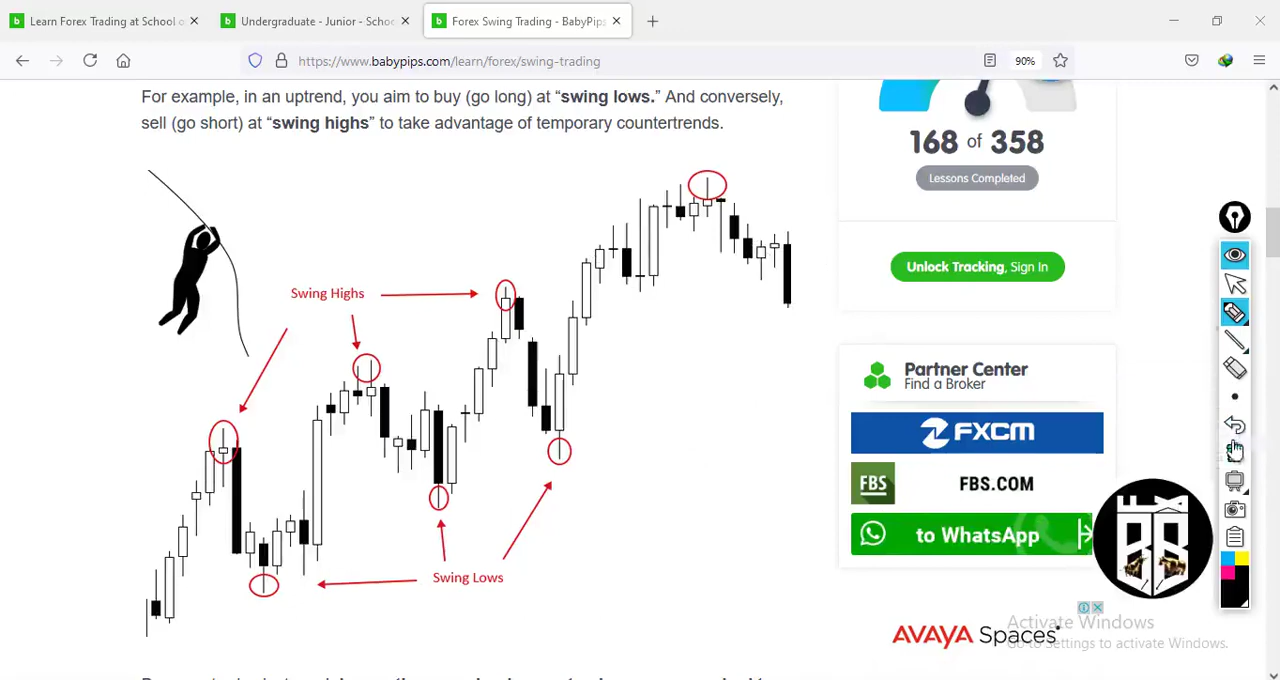 Learn Forex Trading at School o
Undergraduate - Junior - Schoo
Forex Swing Trading - BabyPips
https://www.babypips.com/learn/forex/swing-trading
90%
For example, in an uptrend, you aim to buy (go long) at “swing lows.” And conversely,
sell (go short) at “swing highs” to take advantage of temporary countertrends.
Swing Highs
Swing Lows
168 of 358
Lessons Completed
Unlock Tracking, Sign In
Partner Center
Find a Broker
FXCM
FBS
FBS.COM
to WhatsApp
BB
AVAYA Spaces
Activate Windows
Go to Settings to activate Windows.